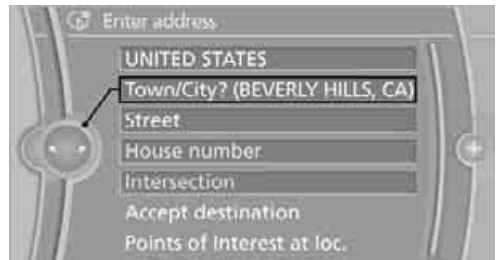 Enter address
UNITED STATES
Town/City? (BEVERLY HILLS, CA)
Street
House number
Intersection
Accept destination
Points of Interest at loc.